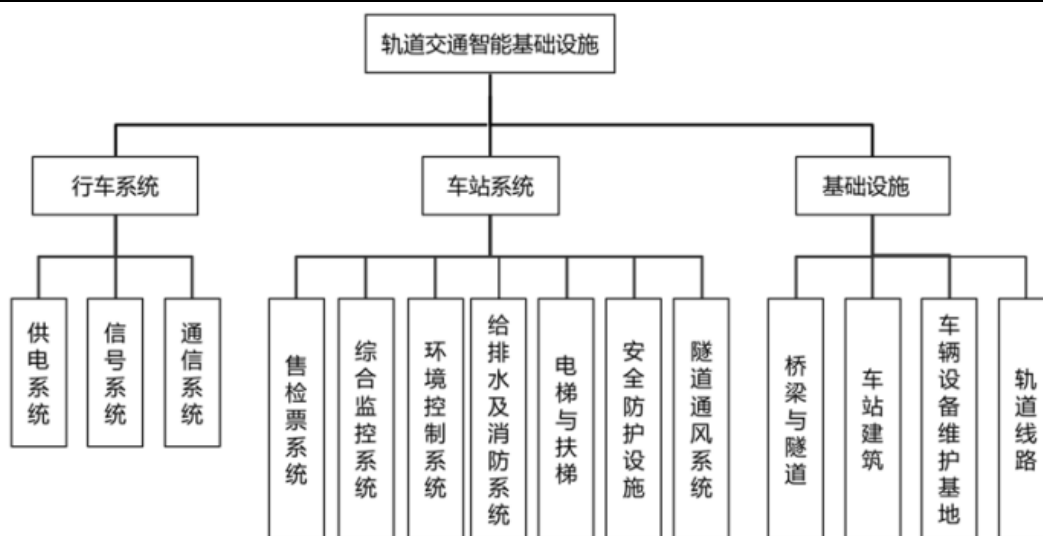 轨道交通智能基础设施
行车系统
车站系统
基础设施
供电系统
信号系统
通信系统
售检票系统
综合监控系统
环境控制系统
给排水及消防系统
电梯与扶梯
安全防护设施
隧道通风系统
桥梁与隧道
车站建筑
车辆设备维护基地
轨道线路